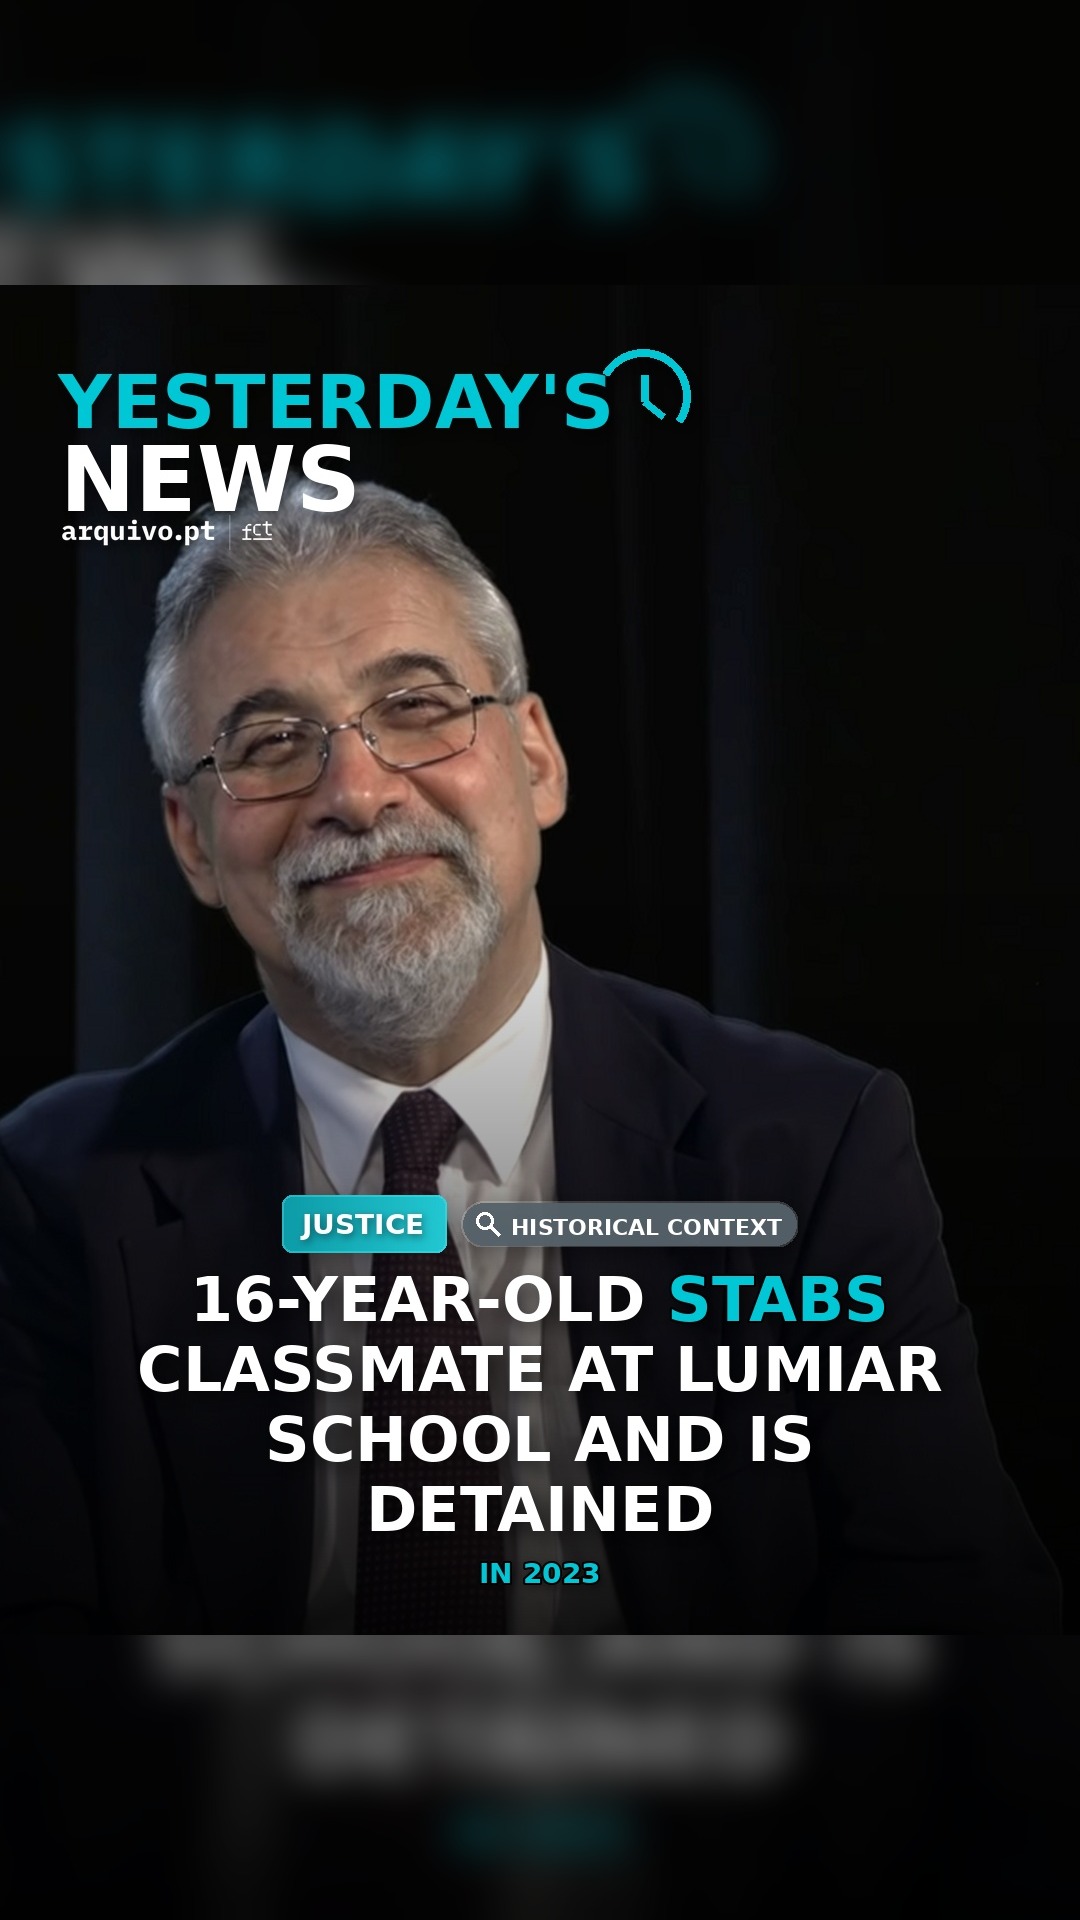 YESTERDAY'S
NEWS
arquivo.pt fct
JUSTICE
HISTORICAL CONTEXT
16-YEAR-OLD STABS
CLASSMATE AT LUMIAR
SCHOOL AND IS
DETAINED
IN 2023